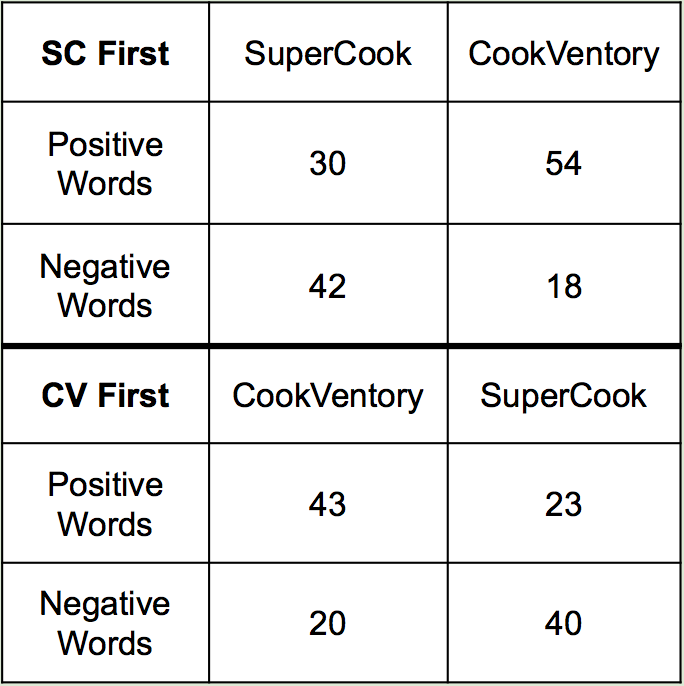 SC First SuperCook CookVentory
Positive
Words 30 54
Negative
Words 42 18
CV First CookVentory SuperCook
Positive
Words 43 23
Negative
Words 20 40